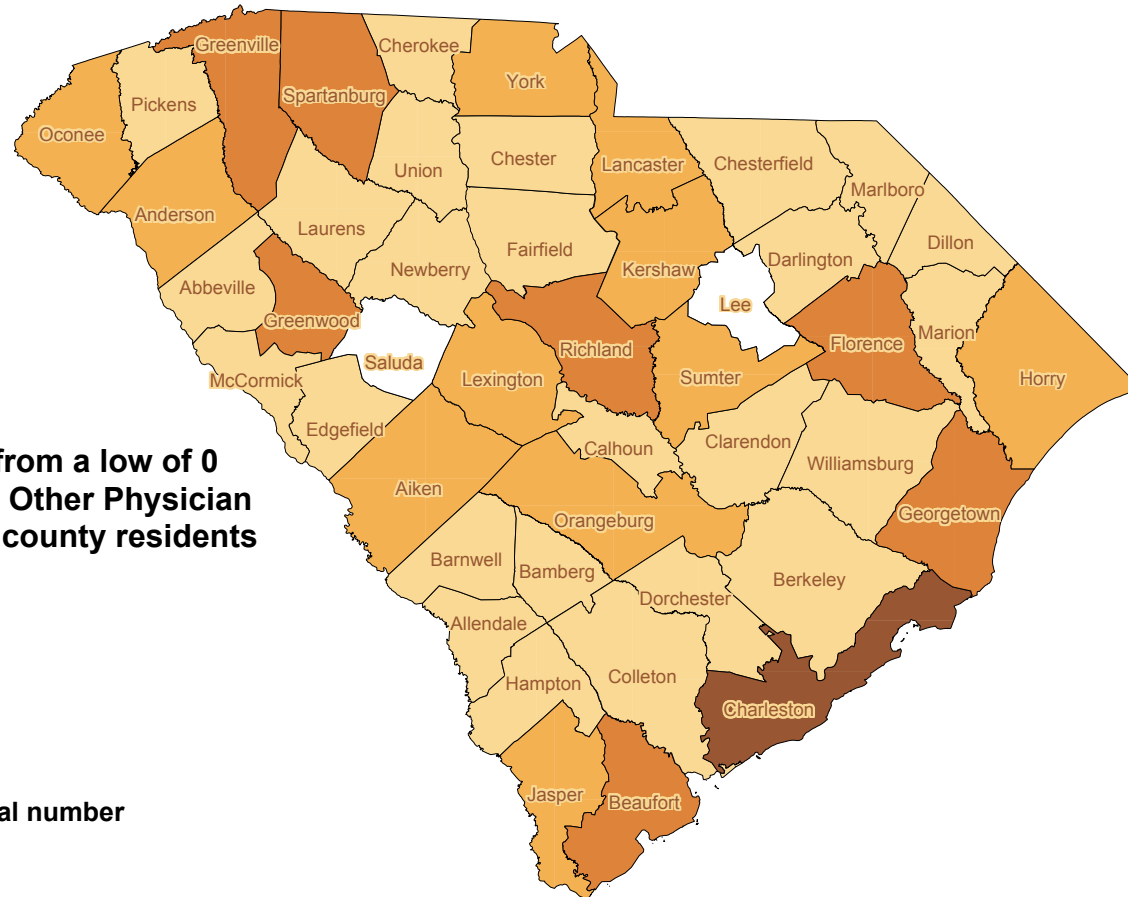 Greenville
Cherokee
York
Spartanburg
Pickens
Oconee
Union
Chester
Lancaster
Chesterfield
Marlboro
Anderson
Laurens
Fairfield
Dillon
Newberry
Kershaw
Darlington
Abbeville
Lee
Greenwood
Marion
Saluda
Richland
Florence
McCormick
Lexington
Sumter
Horry
Edgefield
Calhoun
Clarendon
Williamsburg
from a low of 0
Other Physician
county residents
Aiken
Orangeburg
Georgetown
Barnwell
Bamberg
Berkeley
Dorchester
Allendale
Hampton
Colleton
Charleston
Jasper
Beaufort
al number